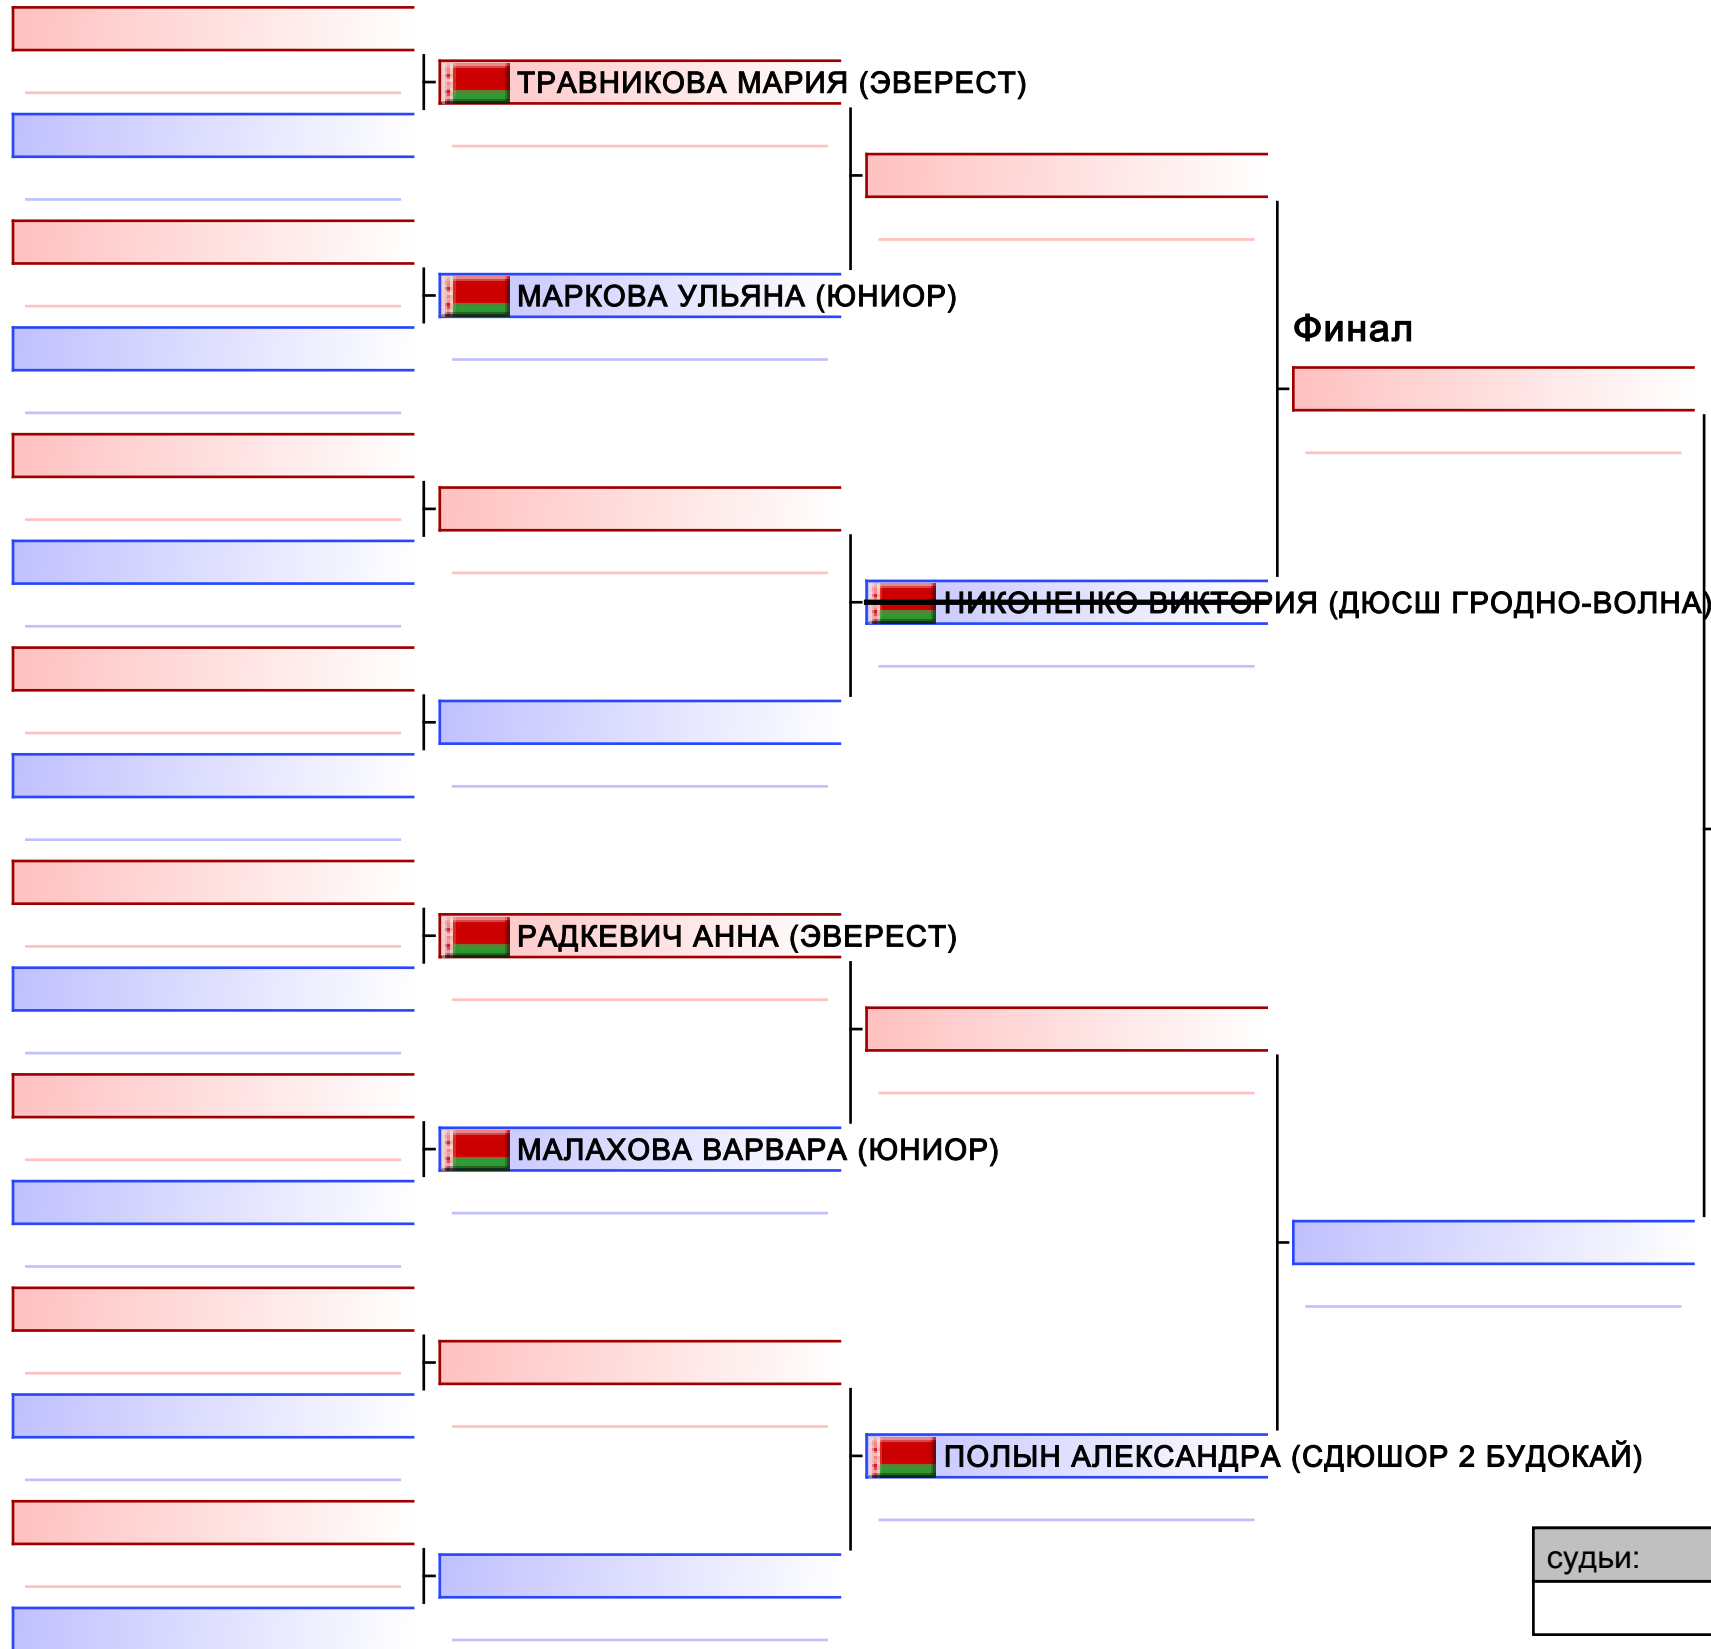 ТРАВНИКОВА МАРИЯ (ЭВЕРЕСТ)
МАРКОВА УЛЬЯНА (ЮНИОР)
Финал
НИКОНЕНКО ВИКТОРИЯ (ДЮСШ ГРОДНО-ВОЛНА)
РАДКЕВИЧ АННА (ЭВЕРЕСТ)
МАЛАХОВА ВАРВАРА (ЮНИОР)
ПОЛЫН АЛЕКСАНДРА (СДЮШОР 2 БУДОКАЙ)
судьи: